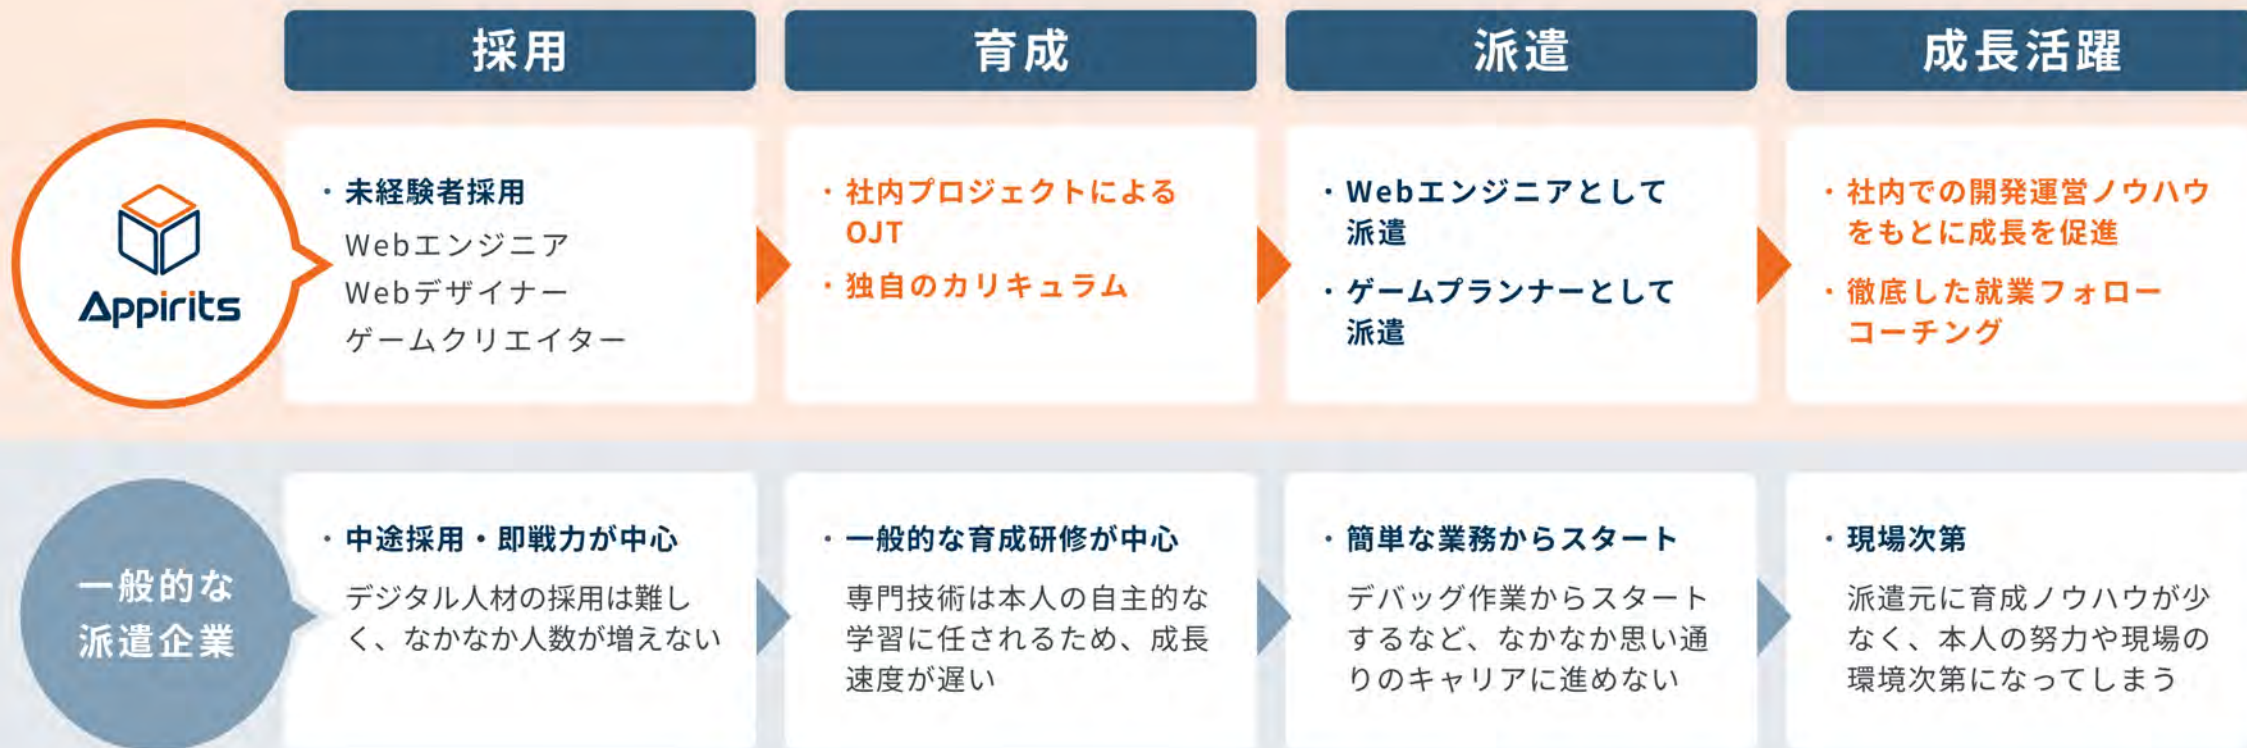 採用
育成
派遣
成長活躍
Appirits
・未経験者採用
Webエンジニア
Webデザイナー
ゲームクリエイター
・社内プロジェクトによる
OJT
・独自のカリキュラム
・Webエンジニアとして
派遣
・ゲームプランナーとして
派遣
・社内での開発運営ノウハウ
をもとに成長を促進
・徹底した就業フォロー
コーチング
一般的な
派遣企業
・中途採用・即戦力が中心
デジタル人材の採用は難し
く、なかなか人数が増えない
・一般的な育成研修が中心
専門技術は本人の自主的な
学習に任されるため、成長
速度が遅い
・簡単な業務からスタート
デバッグ作業からスタート
するなど、なかなか思い通
りのキャリアに進めない
・現場次第
派遣元に育成ノウハウが少
なく、本人の努力や現場の
環境次第になってしまう